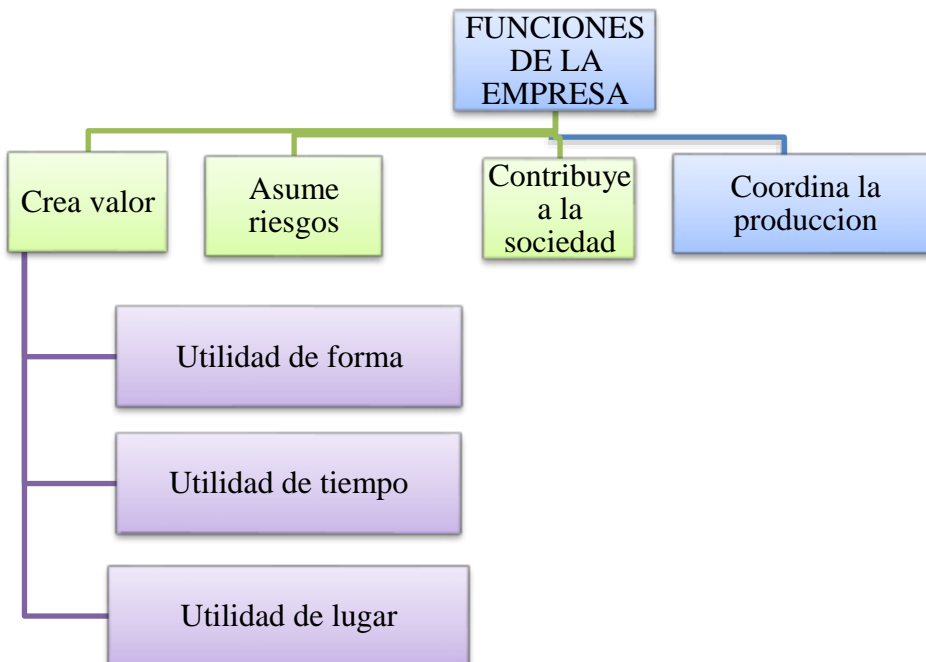 FUNCIONES
DE LA
EMPRESA
Crea valor
Asume
riesgos
Contribuye
a la
sociedad
Coordina la
produccion
Utilidad de forma
Utilidad de tiempo
Utilidad de lugar